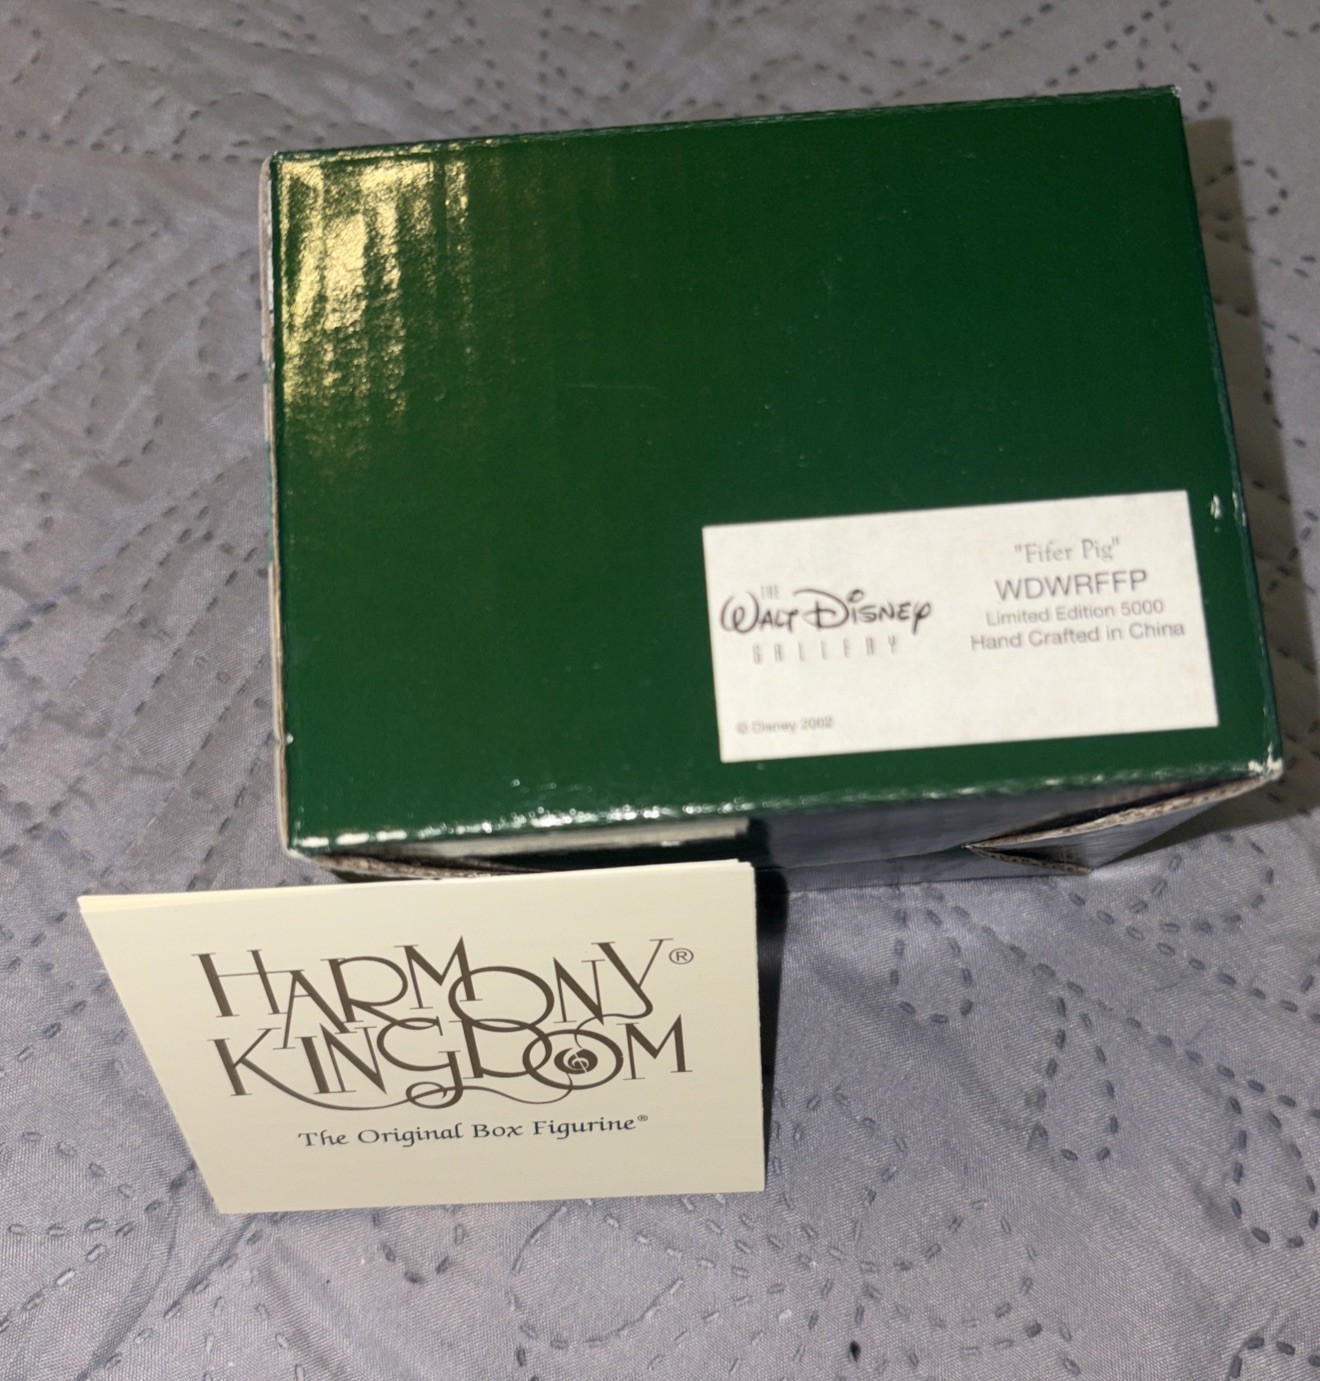 "Fifer Pig"
WDWRFFP
Limited Edition 5000
Hand Crafted in China
THE
WALT DISNEY
GALLERY
© Disney 2002
HARMONY®
KINGDOM
The Original Box Figurine®